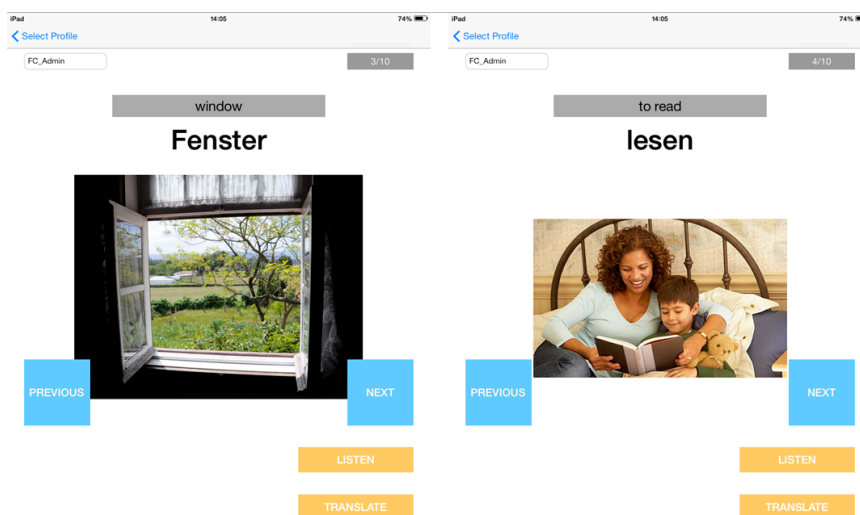 iPad 14:05 74%
Select Profile
FC_Admin 3/10
window
Fenster
PREVIOUS NEXT
LISTEN
TRANSLATE
iPad 14:05 74%
Select Profile
FC_Admin 4/10
to read
lesen
PREVIOUS NEXT
LISTEN
TRANSLATE